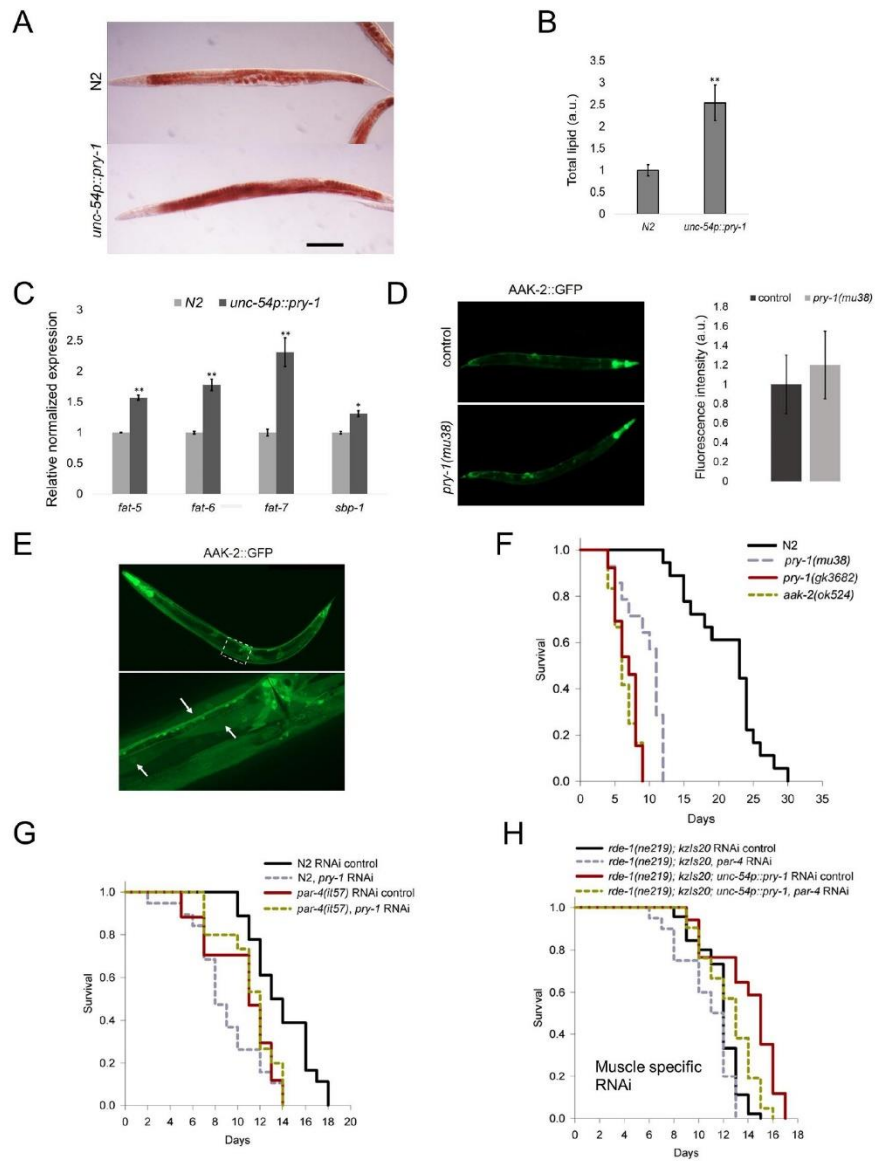 A
N2
unc-54p::pry-1
B
Total lipid (a.u.)
3.5
3
2.5
2
1.5
1
0.5
0
**
N2
unc-54p::pry-1
C
N2 unc-54p::pry-1
Relative normalized expression
3
2.5
2
1.5
1
0.5
0
** ** ** *
fat-5 fat-6 fat-7 sbp-1
D
AAK-2::GFP
control
pry-1(mu38)
control pry-1(mu38)
Fluorescence intensity (a.u.)
1.8
1.6
1.4
1.2
1
0.8
0.6
0.4
0.2
0
E
AAK-2::GFP
F
N2
pry-1(mu38)
pry-1(gk3682)
aak-2(ok524)
Survival
1.0
0.8
0.6
0.4
0.2
0.0
0 5 10 15 20 25 30 35
Days
G
N2 RNAi control
N2, pry-1 RNAi
par-4(it57) RNAi control
par-4(it57), pry-1 RNAi
Survival
1.0
0.8
0.6
0.4
0.2
0.0
0 2 4 6 8 10 12 14 16 18 20
Days
H
rde-1(ne219); kzIs20 RNAi control
rde-1(ne219); kzIs20, par-4 RNAi
rde-1(ne219); kzIs20; unc-54p::pry-1 RNAi control
rde-1(ne219); kzIs20; unc-54p::pry-1, par-4 RNAi
Survival
1.0
0.8
0.6
0.4
0.2
0.0
Muscle specific
RNAi
0 2 4 6 8 10 12 14 16 18
Days